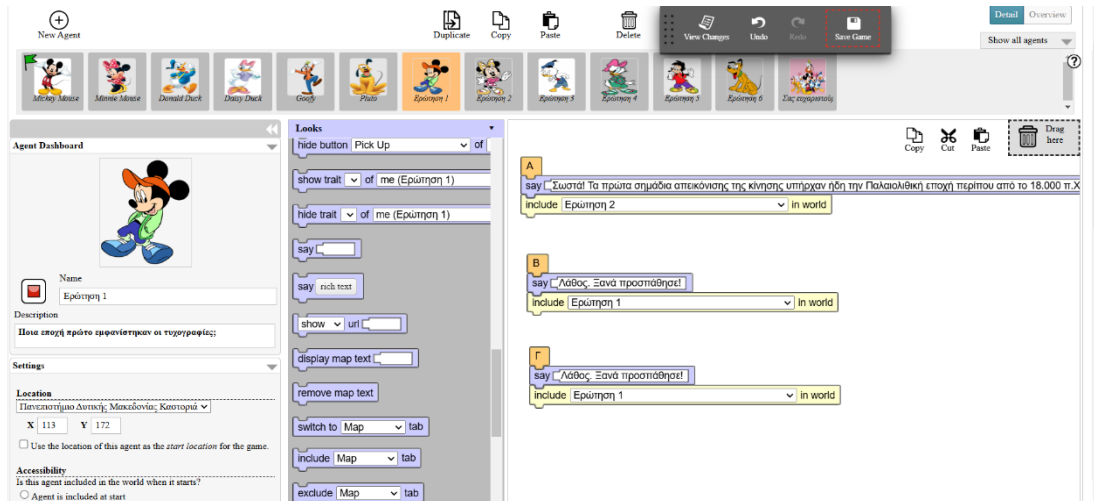 New Agent
Duplicate
Copy
Paste
Delete
View Changes
Undo
Redo
Save Game
Detail
Overview
Show all agents
Mickey Mouse
Minnie Mouse
Donald Duck
Daisy Duck
Goofy
Pluto
Ερώτηση 1
Ερώτηση 2
Ερώτηση 3
Ερώτηση 4
Ερώτηση 5
Ερώτηση 6
Σας ευχαριστούμε
Agent Dashboard
Name
Ερώτηση 1
Description
Ποια εποχή πρώτο εμφανίστηκαν οι τυχογραφίες;
Settings
Location
Πανεπιστήμιο Δυτικής Μακεδονίας Καστοριά
X 113 Y 172
Use the location of this agent as the start location for the game.
Accessibility
Is this agent included in the world when it starts?
Agent is included at start
Looks
hide button Pick Up of
show trait of me (Ερώτηση 1)
hide trait of me (Ερώτηση 1)
say
say rich text
show url
display map text
remove map text
switch to Map tab
include Map tab
exclude Map tab
Copy
Cut
Paste
Drag
here
Α
say Σωστά! Τα πρώτα σημάδια απεικόνισης της κίνησης υπήρχαν ήδη την Παλαιολιθική εποχή περίπου από το 18.000 π.Χ
include Ερώτηση 2 in world
Β
say Λάθος. Ξανά προσπάθησε!
include Ερώτηση 1 in world
Γ
say Λάθος. Ξανά προσπάθησε!
include Ερώτηση 1 in world